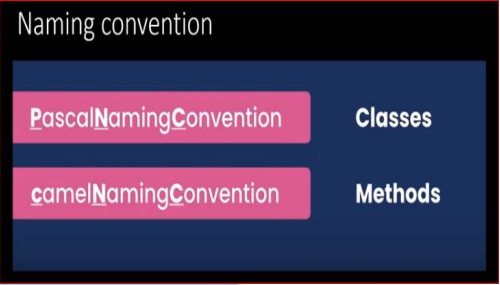 Naming convention
PascalNamingConvention Classes
camelNamingConvention Methods